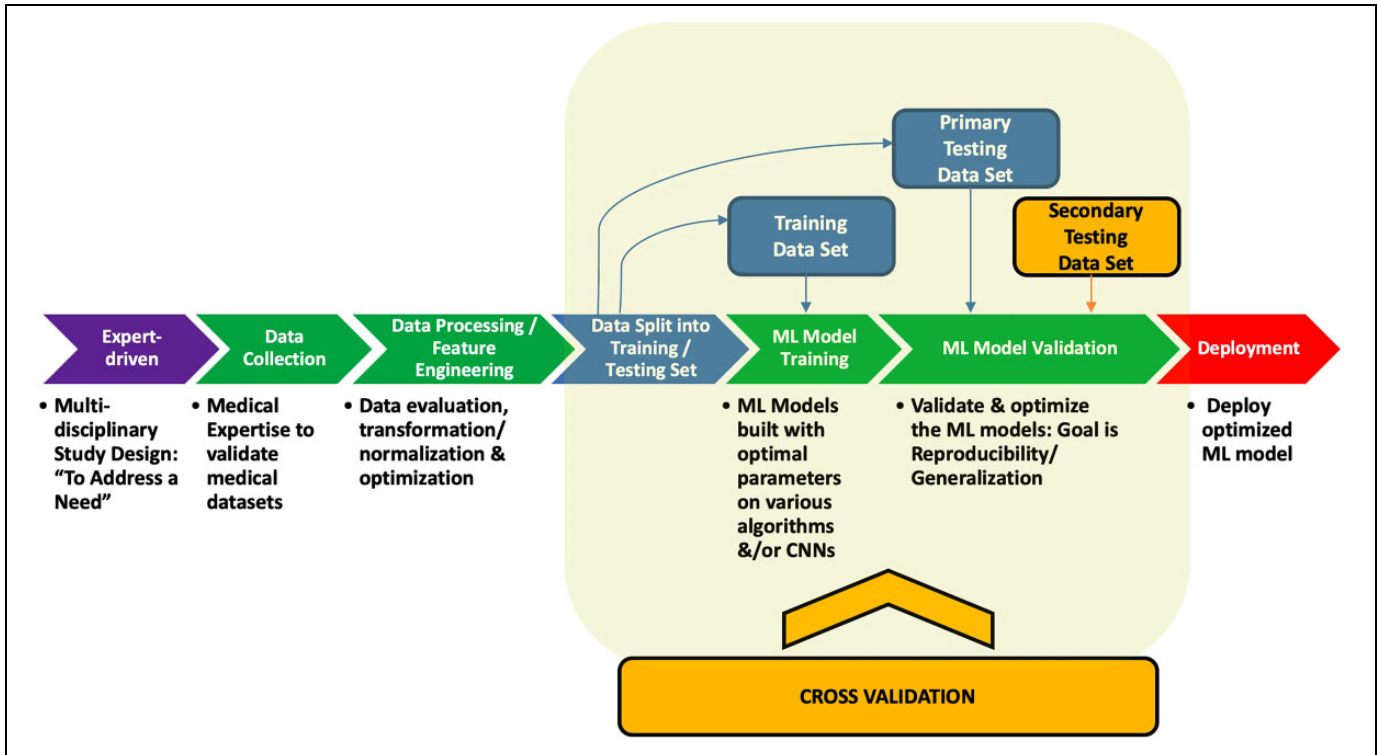 Primary
Testing
Data Set
Training
Data Set
Secondary
Testing
Data Set
Expert-
driven
Data
Collection
Data Processing /
Feature
Engineering
Data Split into
Training /
Testing Set
ML Model
Training
ML Model Validation
Deployment
• Multi-
disciplinary
Study Design:
“To Address a
Need”
• Medical
Expertise to
validate
medical
datasets
• Data evaluation,
transformation/
normalization &
optimization
• ML Models
built with
optimal
parameters
on various
algorithms
&/or CNNs
• Validate & optimize
the ML models: Goal is
Reproducibility/
Generalization
• Deploy
optimized
ML model
CROSS VALIDATION